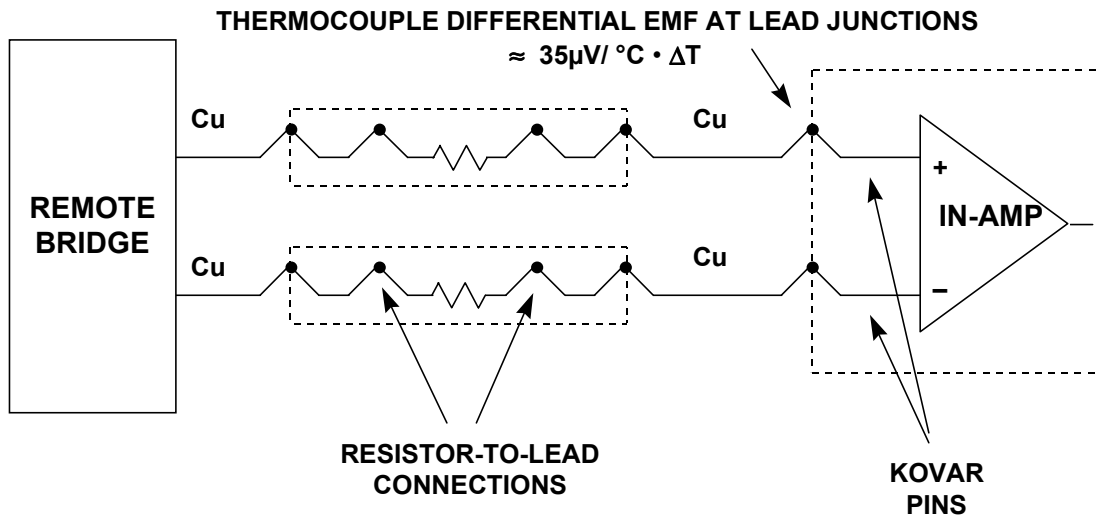 THERMOCOUPLE DIFFERENTIAL EMF AT LEAD JUNCTIONS
≈ 35µV/ °C • ΔT
Cu
Cu
REMOTE
BRIDGE
+
IN-AMP
Cu
Cu
−
RESISTOR-TO-LEAD
CONNECTIONS
KOVAR
PINS